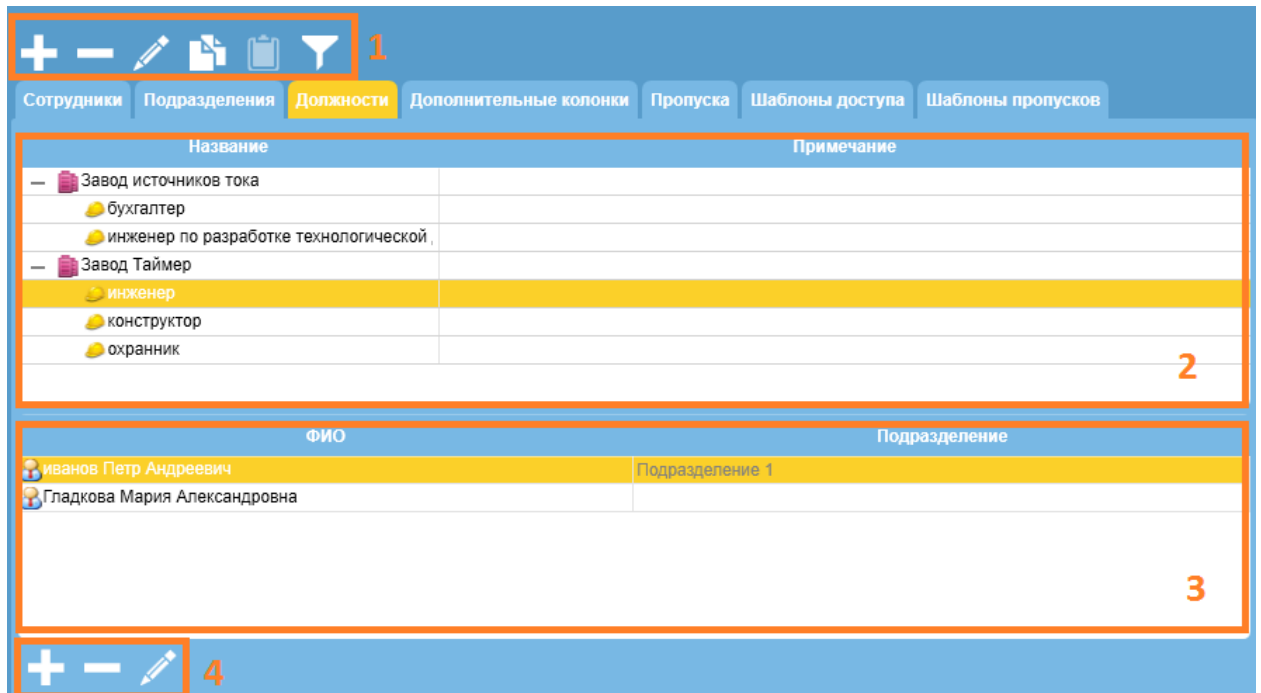 1
Сотрудники Подразделения Должности Дополнительные колонки Пропуска Шаблоны доступа Шаблоны пропусков
Название Примечание
Завод источников тока
бухгалтер
инженер по разработке технологической
Завод Таймер
инженер
конструктор
охранник
2
ФИО Подразделение
иванов Петр Андреевич Подразделение 1
Гладкова Мария Александровна
3
4